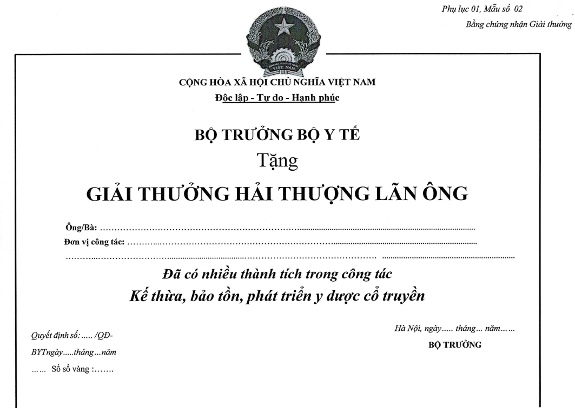 Phụ lục 01, Mẫu số 02
Bằng chứng nhận Giải thưởng
VIỆT NAM
CỘNG HÒA XÃ HỘI CHỦ NGHĨA VIỆT NAM
Độc lập - Tự do - Hạnh phúc
BỘ TRƯỞNG BỘ Y TẾ
Tặng
GIẢI THƯỞNG HẢI THƯỢNG LÃN ÔNG
Ông/Bà: ........................................................................
Đơn vị công tác: ........................................................................
........................................................................
Đã có nhiều thành tích trong công tác
Kế thừa, bảo tồn, phát triển y dược cổ truyền
Hà Nội, ngày..... tháng... năm......
BỘ TRƯỞNG
Quyết định số: ..... /QĐ-
BYTngày.....tháng...năm
...... Số sổ vàng :.......